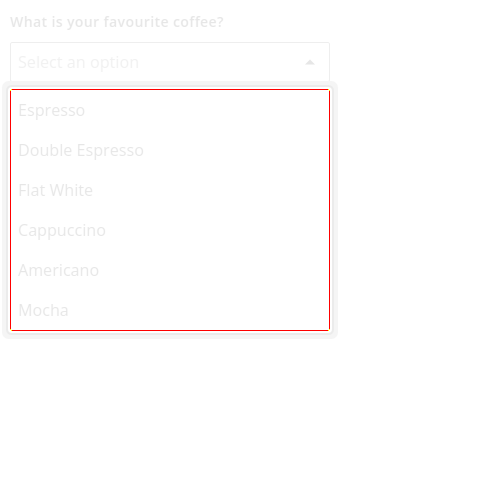 What is your favourite coffee?
Select an option
Espresso
Double Espresso
Flat White
Cappuccino
Americano
Mocha